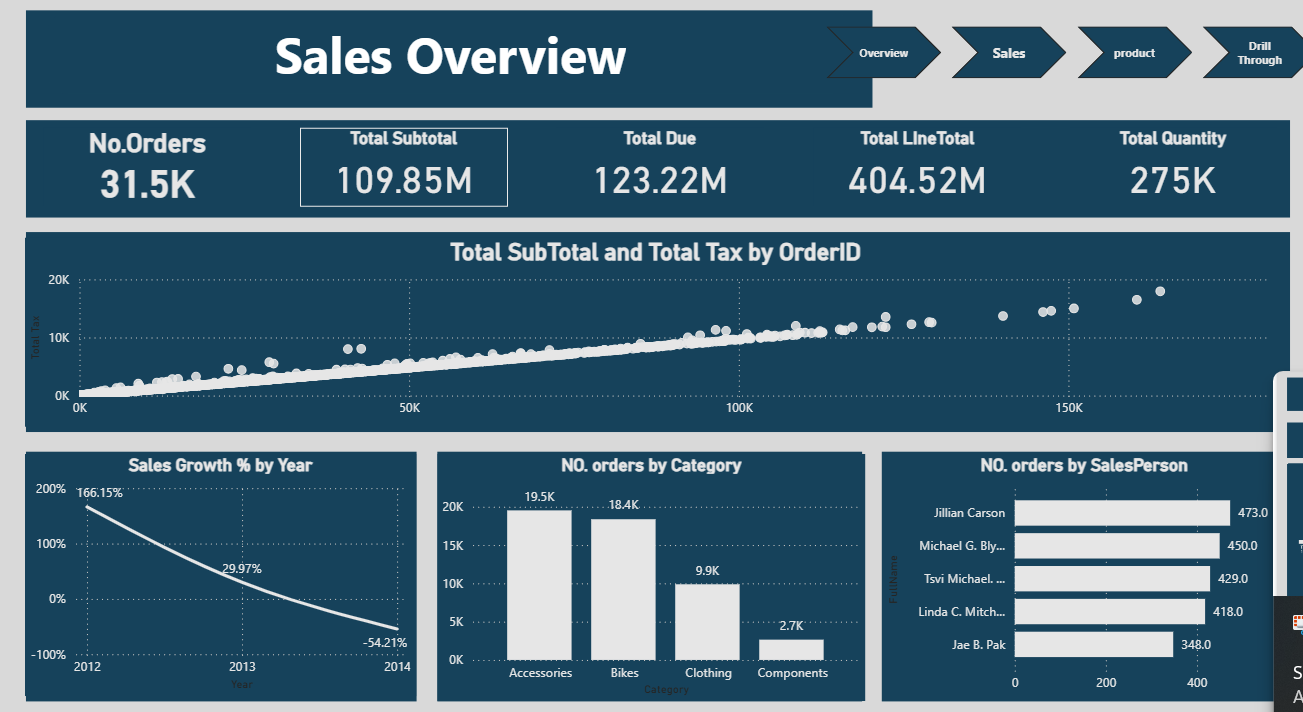 Sales Overview
Overview
Sales
product
Drill
Through
No.Orders
31.5K
Total Subtotal
109.85M
Total Due
123.22M
Total LIneTotal
404.52M
Total Quantity
275K
Total SubTotal and Total Tax by OrderID
Total Tax
20K
10K
0K
0K
50K
100K
150K
Sales Growth % by Year
200%
100%
0%
-100%
166.15%
29.97%
-54.21%
2012
2013
2014
Year
NO. orders by Category
20K
15K
10K
5K
0K
19.5K
18.4K
9.9K
2.7K
Accessories
Bikes
Clothing
Components
Category
NO. orders by SalesPerson
FullName
Jillian Carson
473.0
Michael G. Bly...
450.0
Tsvi Michael. ...
429.0
Linda C. Mitch...
418.0
Jae B. Pak
348.0
0
200
400
S
A